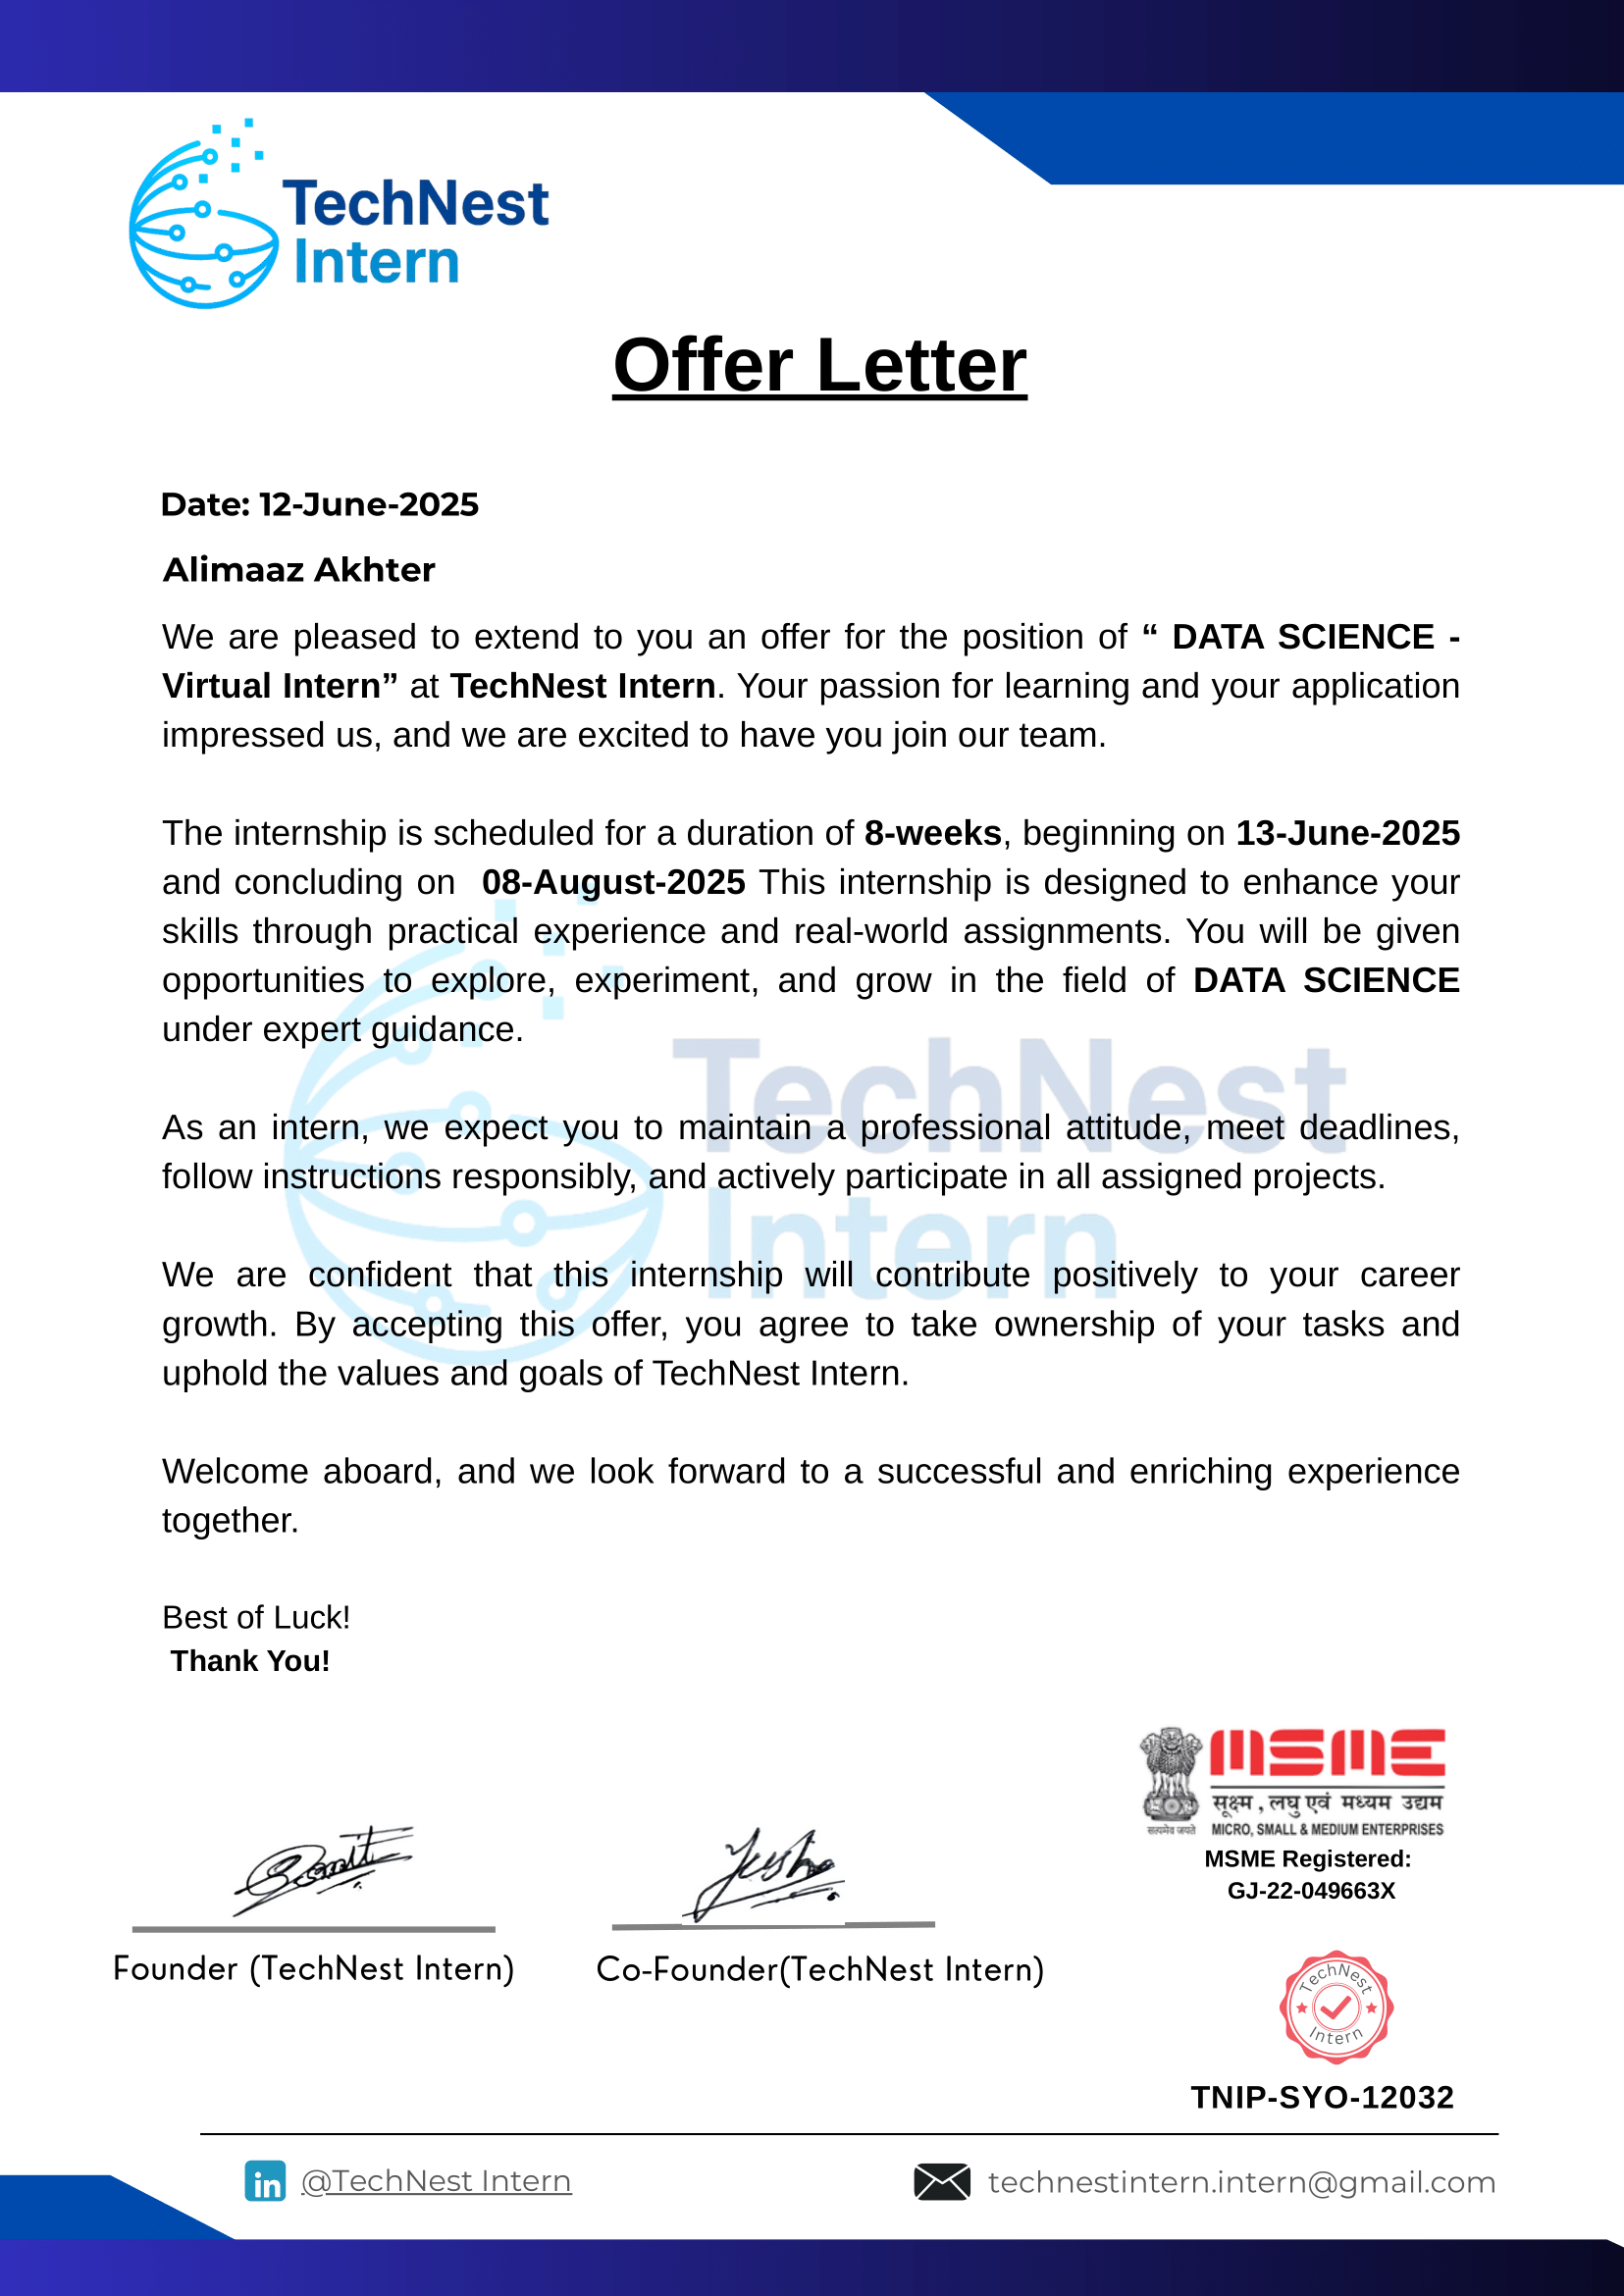 TechNest
Intern
Offer Letter
Date: 12-June-2025
Alimaaz Akhter
We are pleased to extend to you an offer for the position of “ DATA SCIENCE -
Virtual Intern” at TechNest Intern. Your passion for learning and your application
impressed us, and we are excited to have you join our team.
The internship is scheduled for a duration of 8-weeks, beginning on 13-June-2025
and concluding on  08-August-2025 This internship is designed to enhance your
skills through practical experience and real-world assignments. You will be given
opportunities to explore, experiment, and grow in the field of DATA SCIENCE
under expert guidance.
TechNest
Intern
As an intern, we expect you to maintain a professional attitude, meet deadlines,
follow instructions responsibly, and actively participate in all assigned projects.
We are confident that this internship will contribute positively to your career
growth. By accepting this offer, you agree to take ownership of your tasks and
uphold the values and goals of TechNest Intern.
Welcome aboard, and we look forward to a successful and enriching experience
together.
Best of Luck!
Thank You!
MSME
सूक्ष्म , लघु एवं मध्यम उद्यम
सत्यमेव जयते
MICRO, SMALL & MEDIUM ENTERPRISES
MSME Registered:
GJ-22-049663X
Founder (TechNest Intern)
Co-Founder(TechNest Intern)
TechNest
Intern
TNIP-SYO-12032
in @TechNest Intern
technestintern.intern@gmail.com